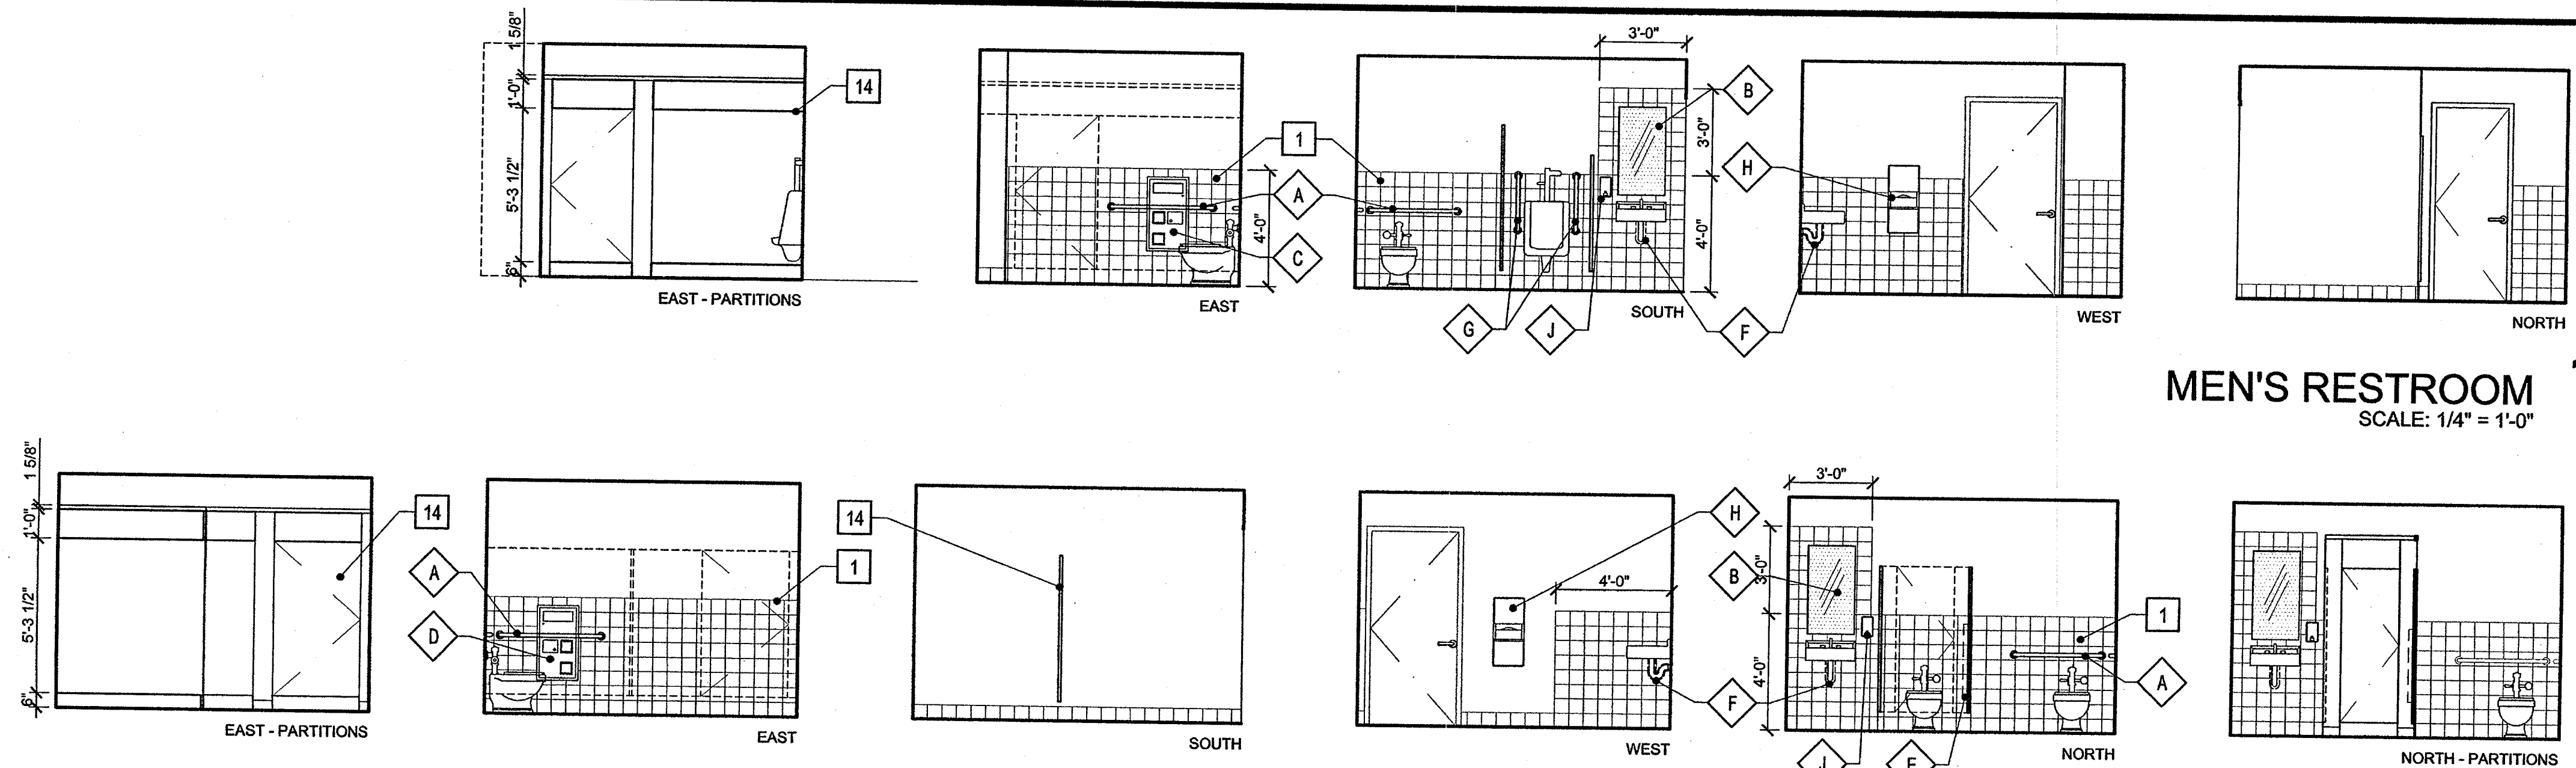 1 5/8"
1'-0"
5'-3 1/2"
6"
14
EAST - PARTITIONS
1
A
C
4'-0"
EAST
3'-0"
B
3'-0"
4'-0"
G
J
F
SOUTH
H
WEST
NORTH
MEN'S RESTROOM
SCALE: 1/4" = 1'-0"
1 5/8"
1'-0"
5'-3 1/2"
6"
14
EAST - PARTITIONS
A
D
1
EAST
14
SOUTH
H
4'-0"
F
WEST
3'-0"
B
3'-0"
4'-0"
1
A
J
NORTH
NORTH - PARTITIONS